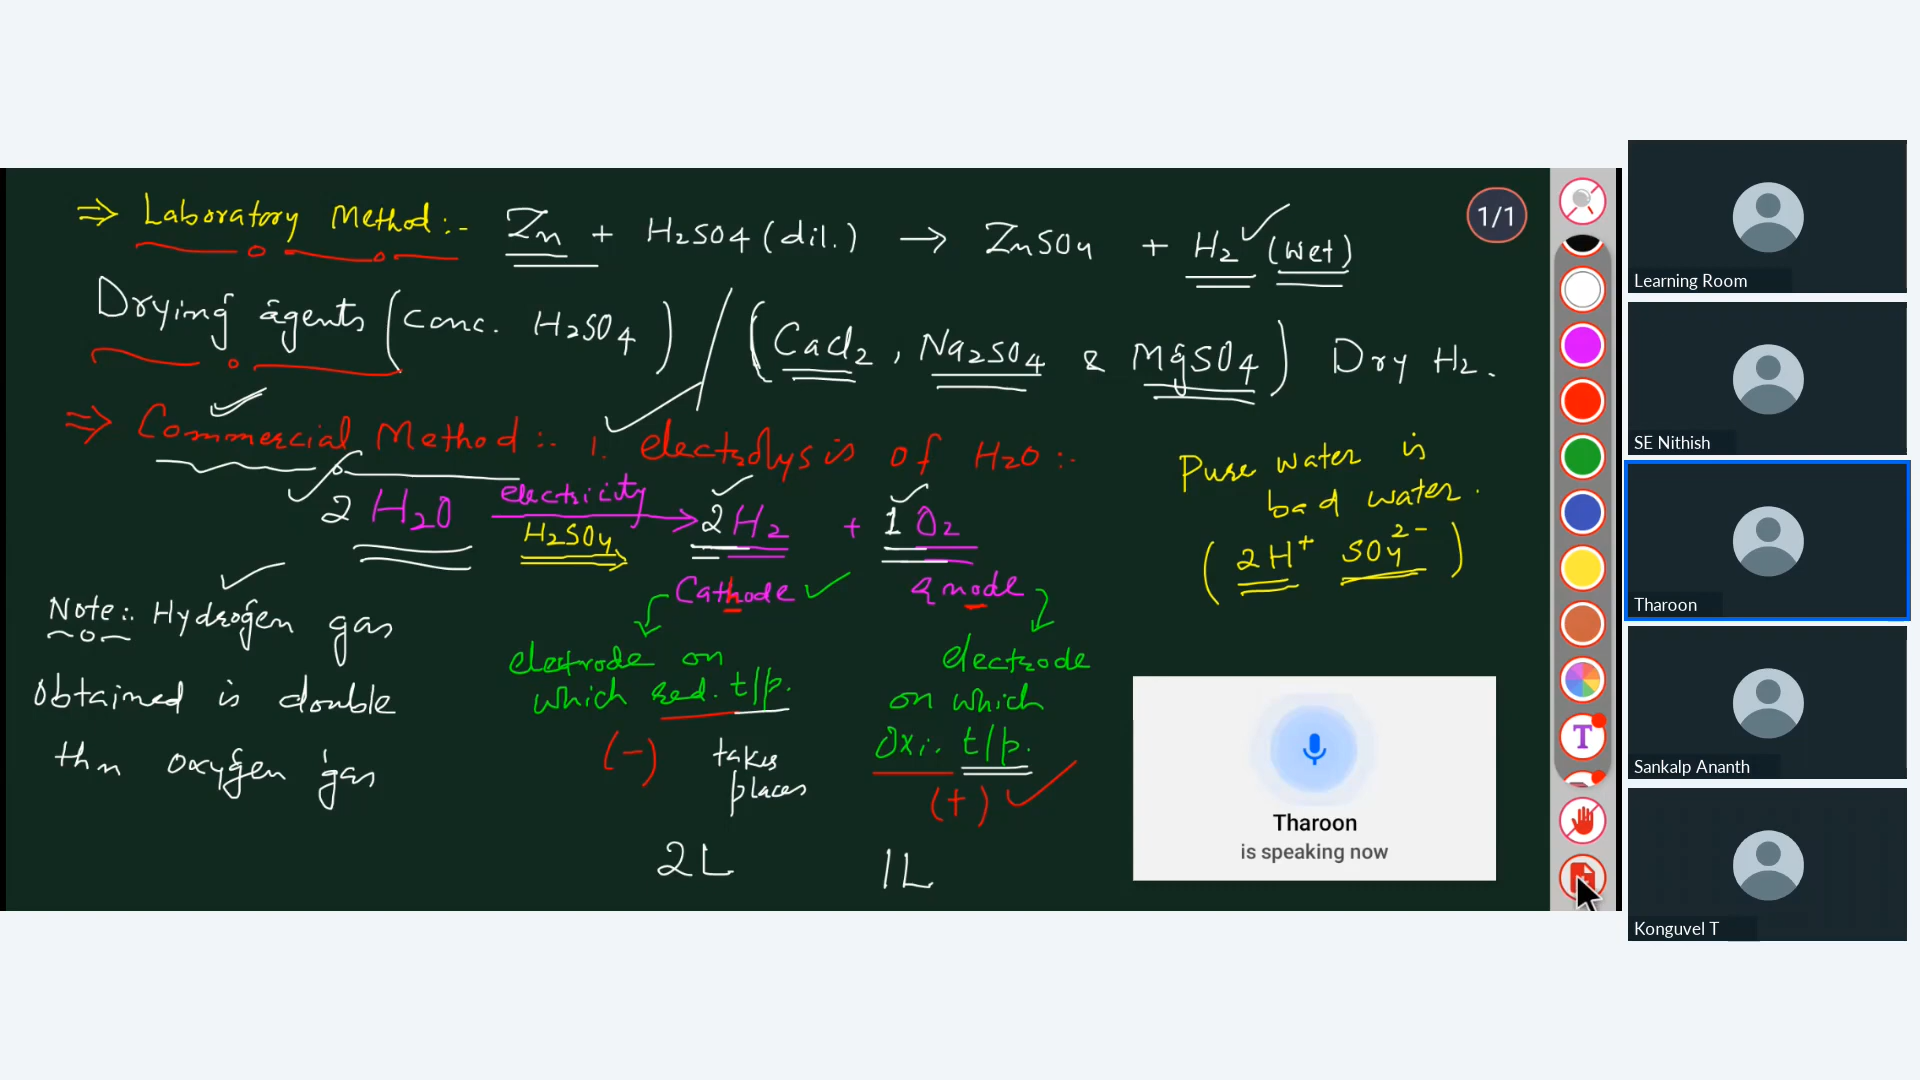 ⇒ Laboratory Method:- Zn + H2SO4 (dil.) → ZnSO4 + H2 (wet)
1/1
Drying agents (conc. H2SO4) / (CaCl2, Na2SO4 & MgSO4) Dry H2.
⇒ Commercial Method:- 1. electrolysis of H2O:-
2 H2O electricity H2SO4 → 2 H2 + 1 O2
Pure water is
bad water.
(2H+ SO4 2-)
Cathode anode
electrode on
which red. t/p.
(-) takes
places
2L
electrode
on which
Oxi. t/p.
(+)
1L
Note:- Hydrogen gas
obtained is double
thn oxygen gas
Tharoon
is speaking now
T
Learning Room
SE Nithish
Tharoon
Sankalp Ananth
Konguvel T